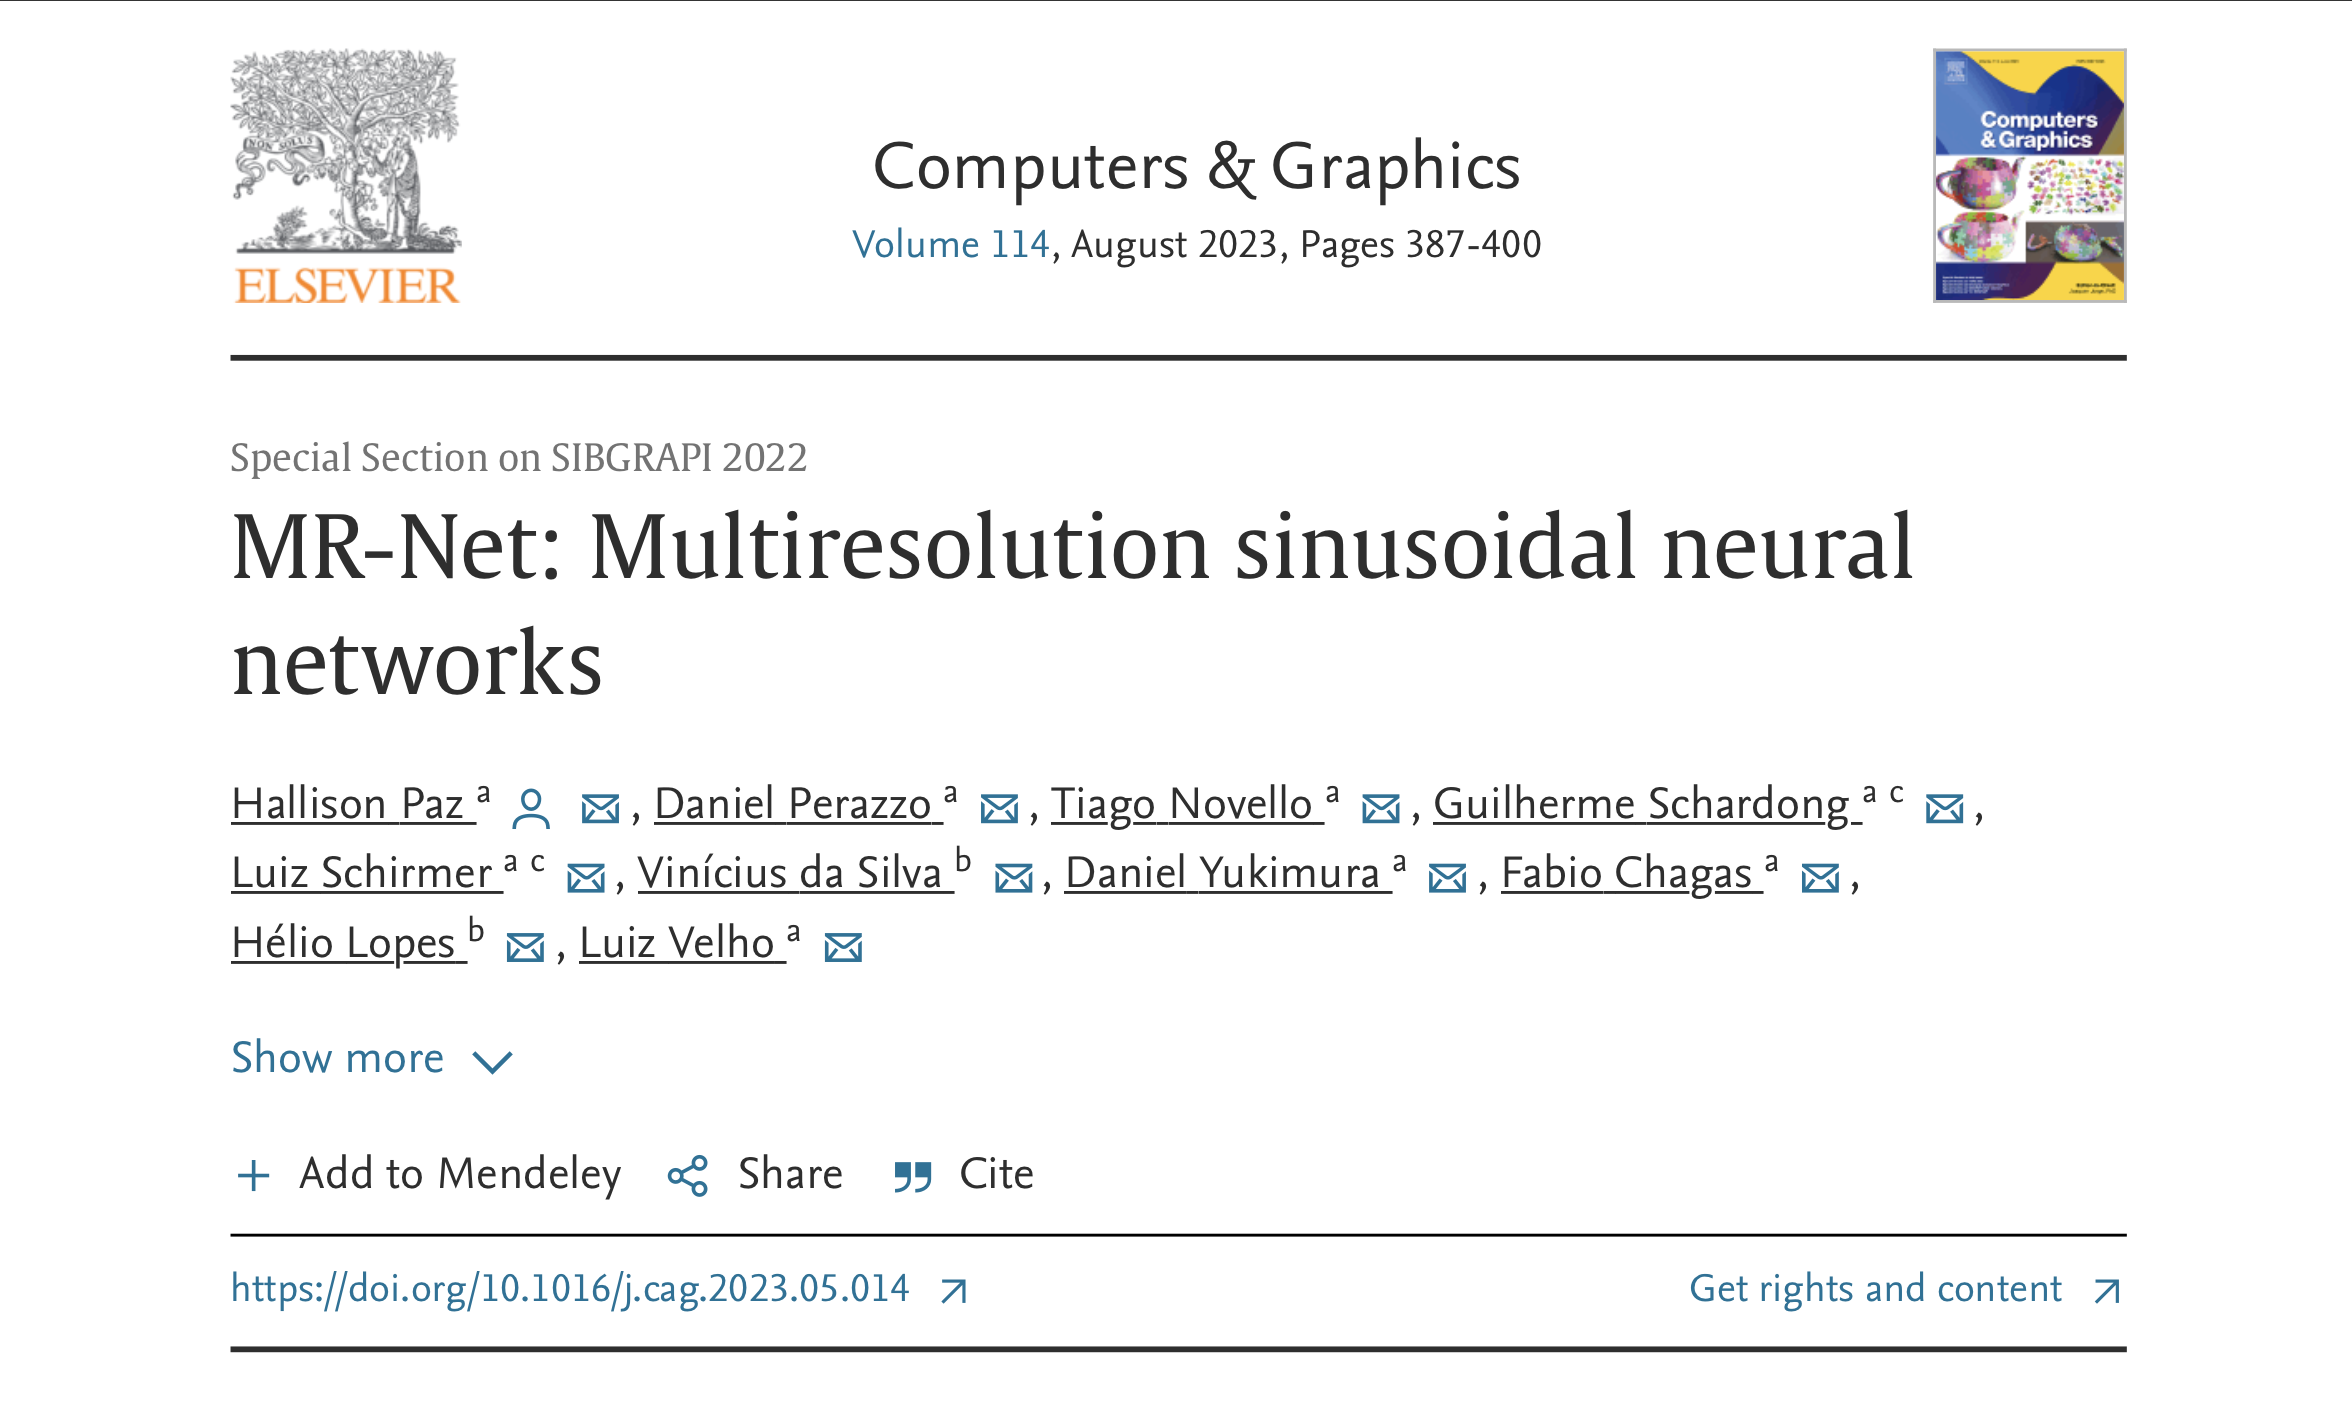 NON SOLUS
ELSEVIER
Computers & Graphics
Volume 114, August 2023, Pages 387-400
Computers
& Graphics
Special Section on SIBGRAPI 2022
MR-Net: Multiresolution sinusoidal neural
networks
Hallison Paz a , Daniel Perazzo a , Tiago Novello a , Guilherme Schardong a c ,
Luiz Schirmer a c , Vinícius da Silva b , Daniel Yukimura a , Fabio Chagas a ,
Hélio Lopes b , Luiz Velho a
Show more
Add to Mendeley Share Cite
https://doi.org/10.1016/j.cag.2023.05.014 Get rights and content